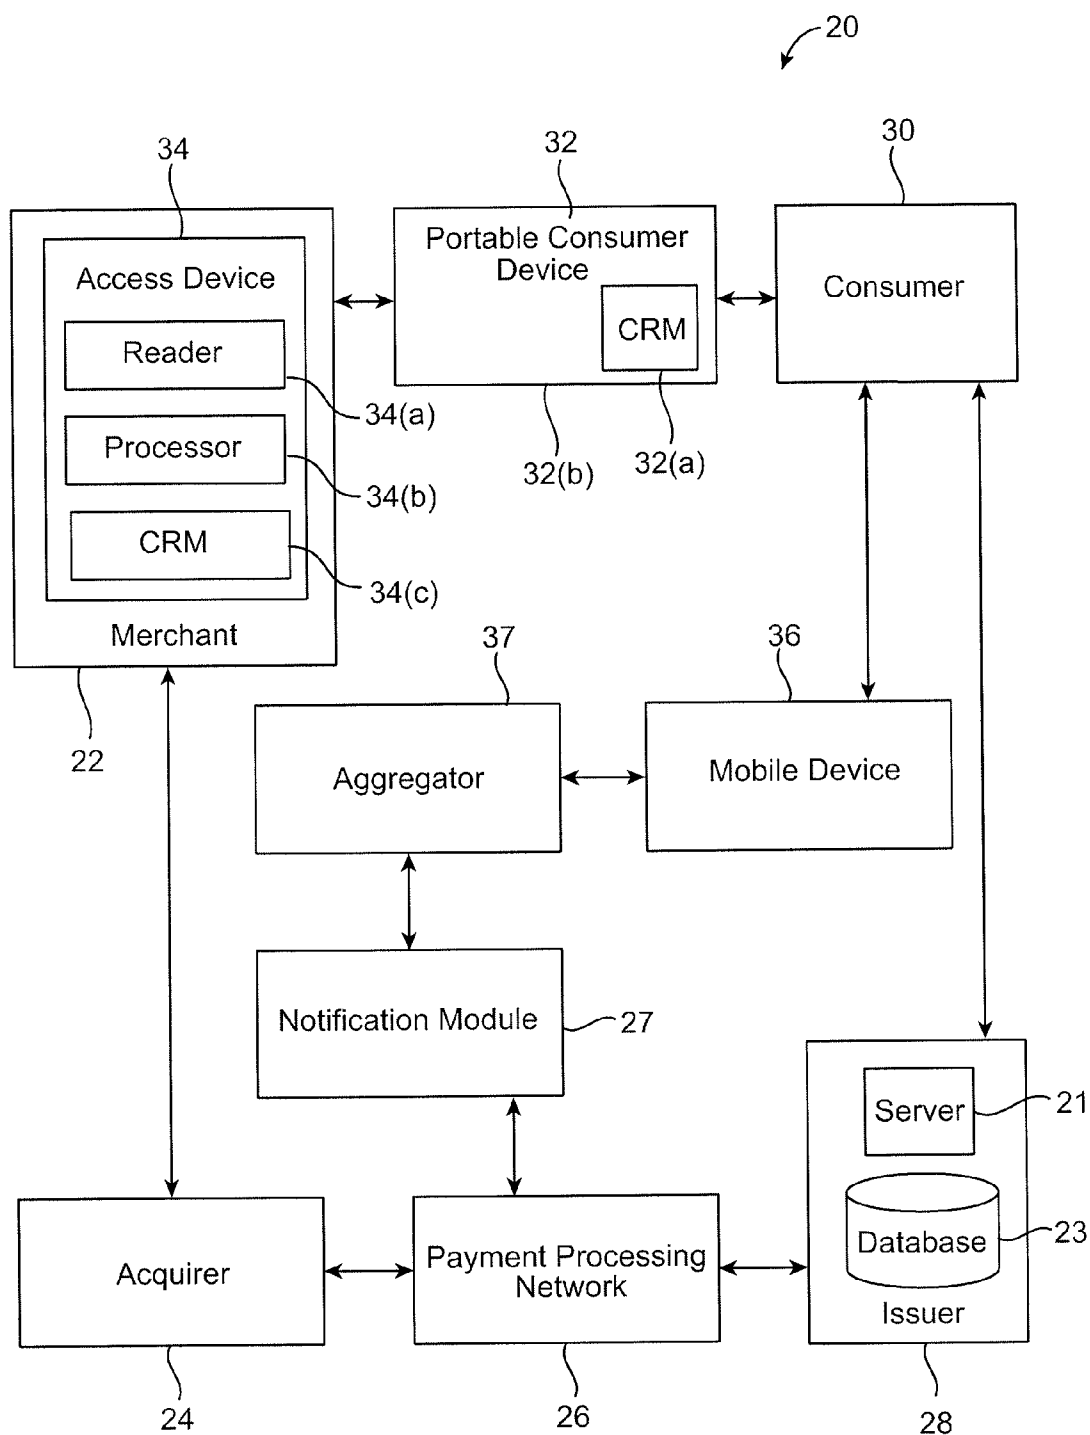 20
34
32
30
Access Device
Reader
34(a)
Processor
34(b)
CRM
34(c)
Merchant
22
Portable Consumer
Device
CRM
32(b)
32(a)
Consumer
37
36
Aggregator
Mobile Device
Notification Module
27
Server
21
Database
23
Issuer
28
Acquirer
24
Payment Processing
Network
26